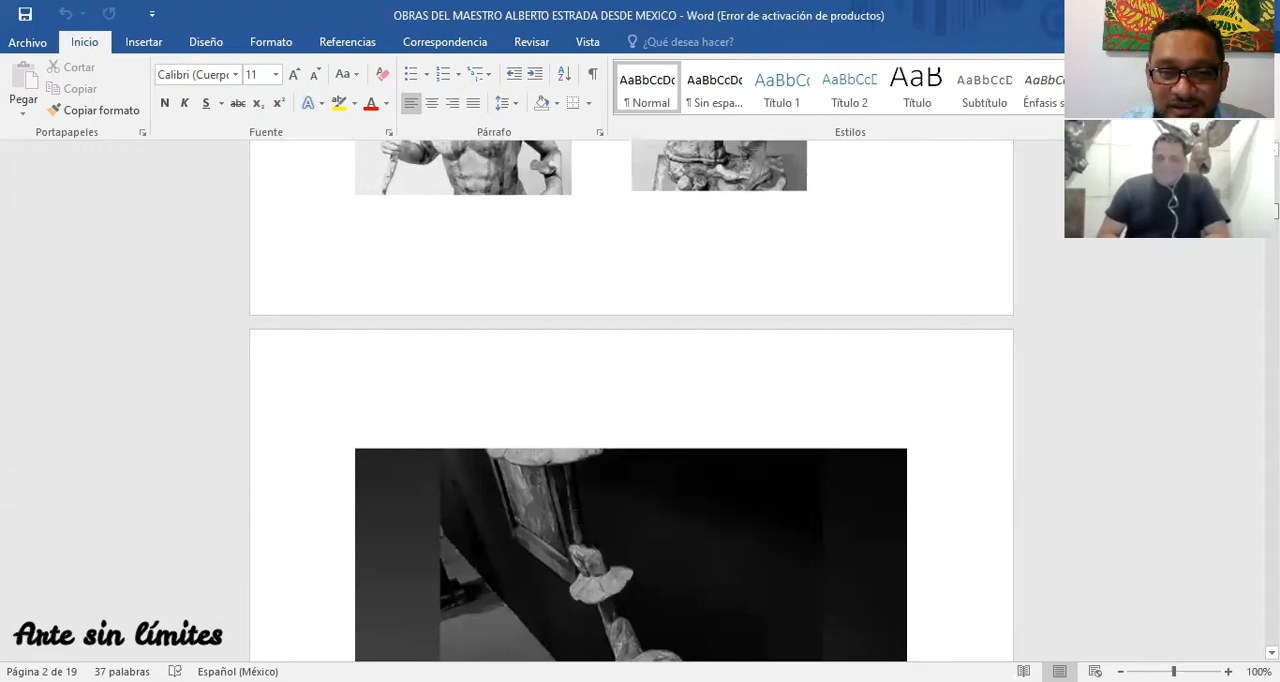 OBRAS DEL MAESTRO ALBERTO ESTRADA DESDE MEXICO - Word (Error de activación de productos)
Archivo Inicio Insertar Diseño Formato Referencias Correspondencia Revisar Vista ¿Qué desea hacer?
Pegar
Cortar
Copiar
Copiar formato
Portapapeles
Calibri (Cuerpo 11 Aa
N K S abc x₂ x² A ab A
Fuente
Párrafo
AaBbCcDc AaBbCcDc AaBbCc AaBbCcD AaB AaBbCcD AaBbCcD
¶ Normal ¶ Sin espa... Título 1 Título 2 Título Subtítulo Énfasis s
Estilos
Arte sin límites
Página 2 de 19 37 palabras Español (México) 100%